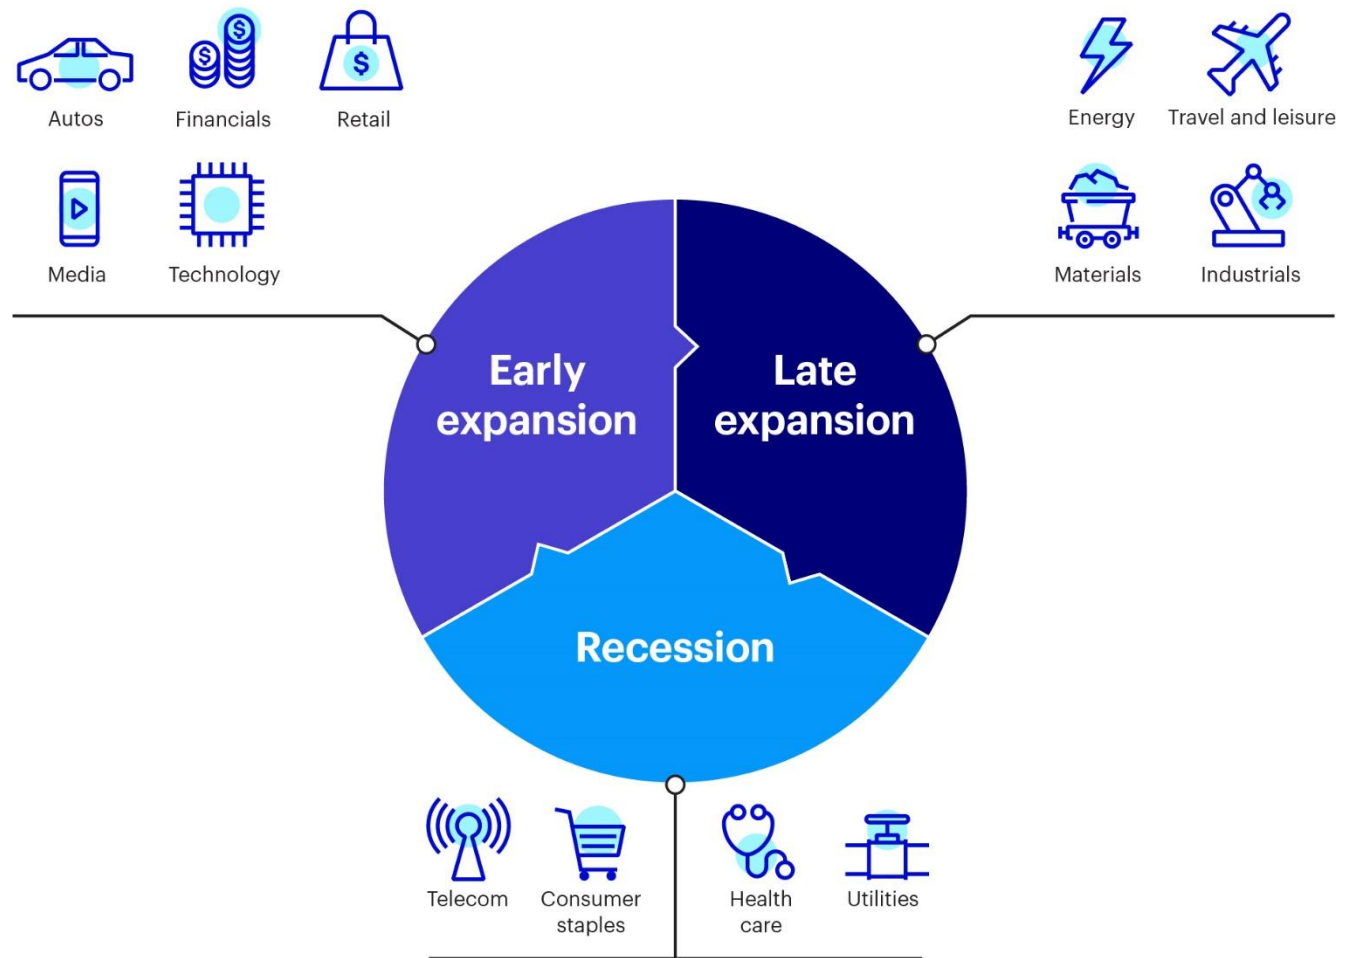 $
$
$
Autos
Financials
Retail
Media
Technology
Energy
Travel and leisure
Materials
Industrials
Early
expansion
Late
expansion
Recession
Telecom
Consumer
staples
Health
care
Utilities